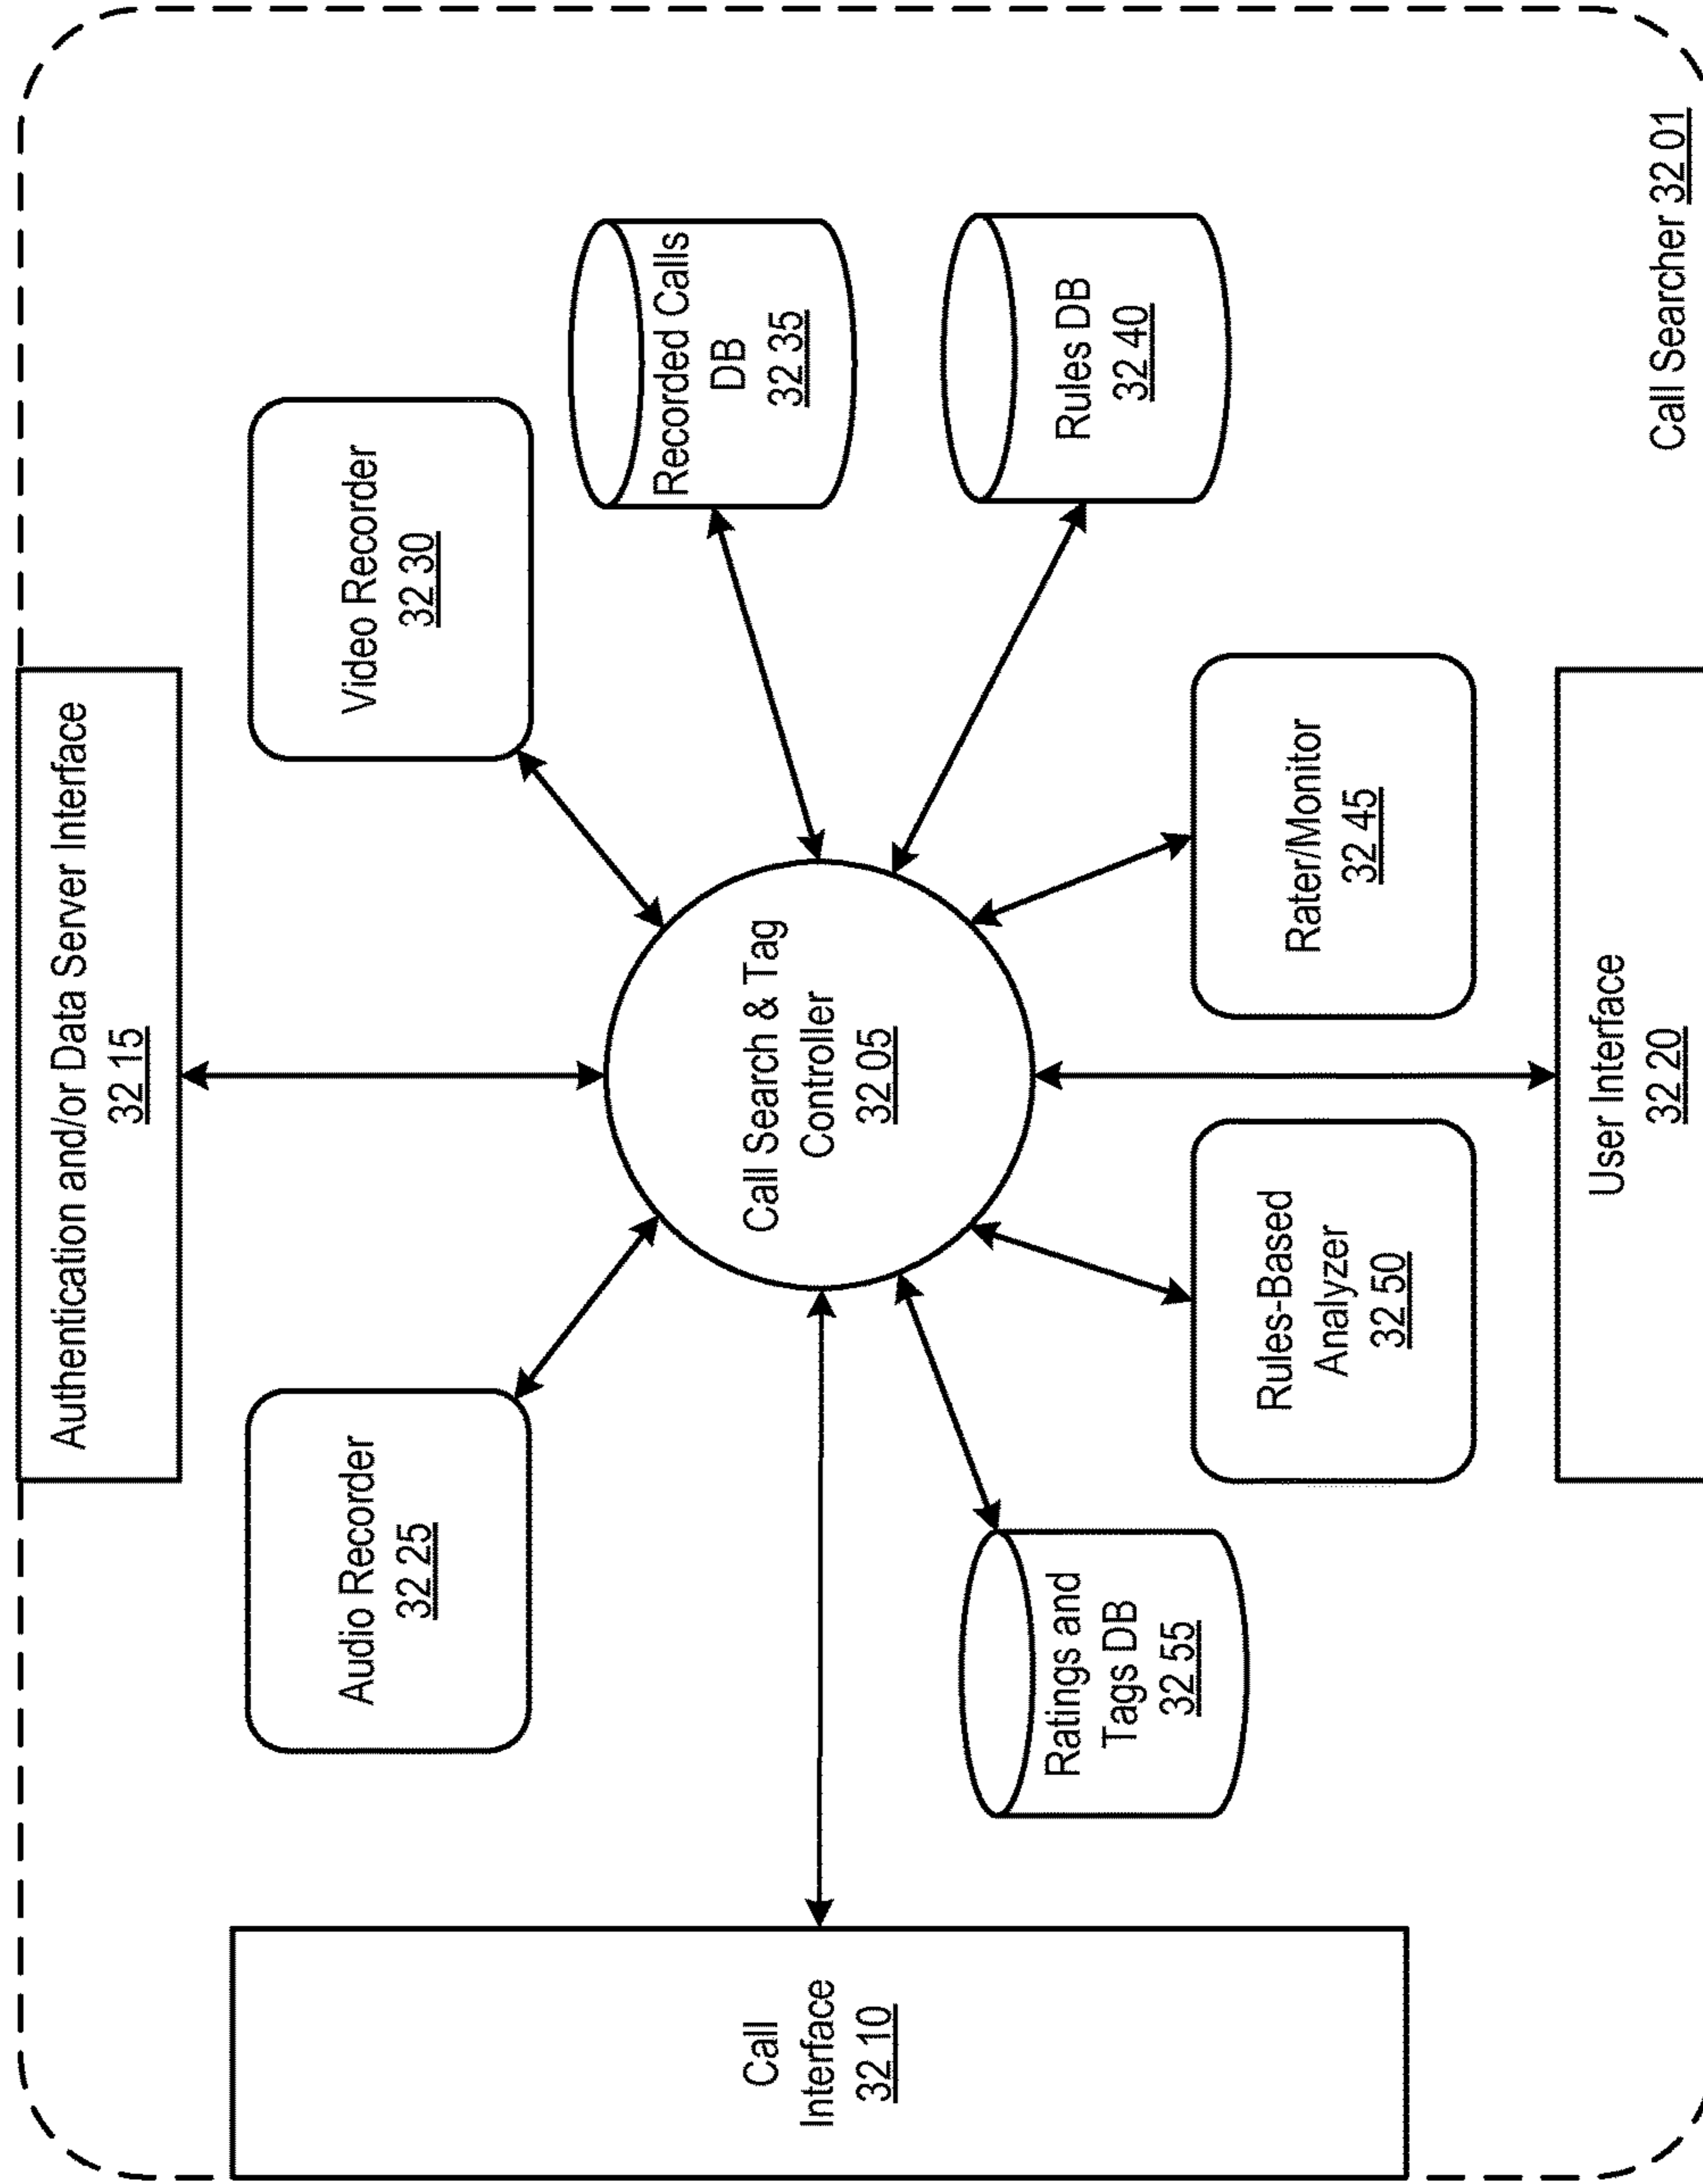 Authentication and/or Data Server Interface
32 15
Audio Recorder
32 25
Video Recorder
32 30
Call
Interface
32 10
Call Search & Tag
Controller
32 05
Recorded Calls
DB
32 35
Rules DB
32 40
Ratings and
Tags DB
32 55
Rules-Based
Analyzer
32 50
Rater/Monitor
32 45
User Interface
32 20
Call Searcher 32 01